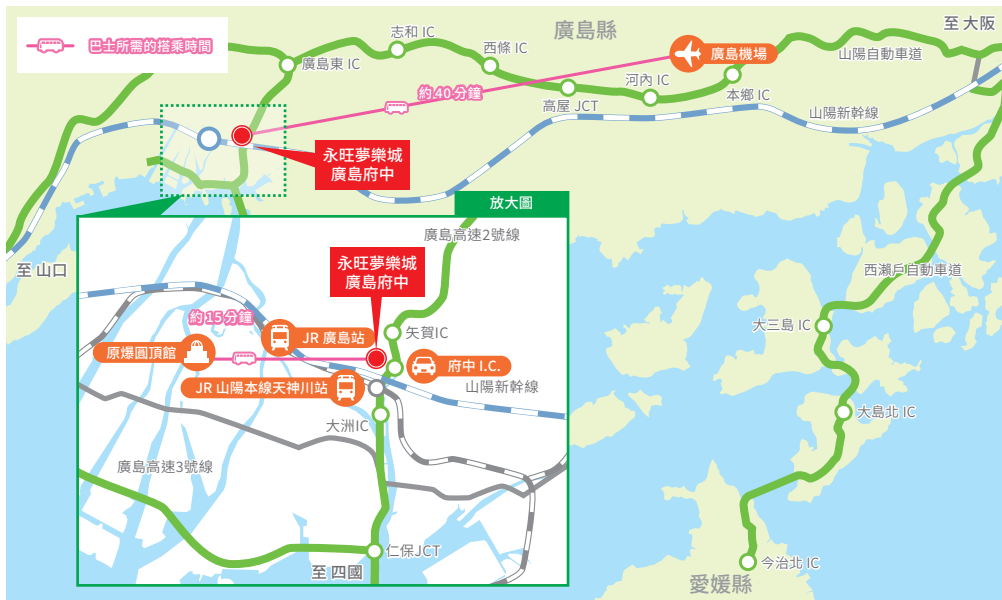 巴士所需的搭乘時間
志和 IC
廣島縣
至 大阪
廣島東 IC
西條 IC
廣島機場
山陽自動車道
河內 IC
約40分鐘
高屋 JCT
本鄉 IC
山陽新幹線
永旺夢樂城
廣島府中
放大圖
至 山口
廣島高速2號線
永旺夢樂城
廣島府中
西瀨戶自動車道
約15分鐘
大三島 IC
JR 廣島站
矢賀IC
原爆圓頂館
府中 I.C.
JR 山陽本線天神川站
山陽新幹線
大洲IC
大島北 IC
廣島高速3號線
仁保JCT
至 四國
今治北 IC
愛媛縣